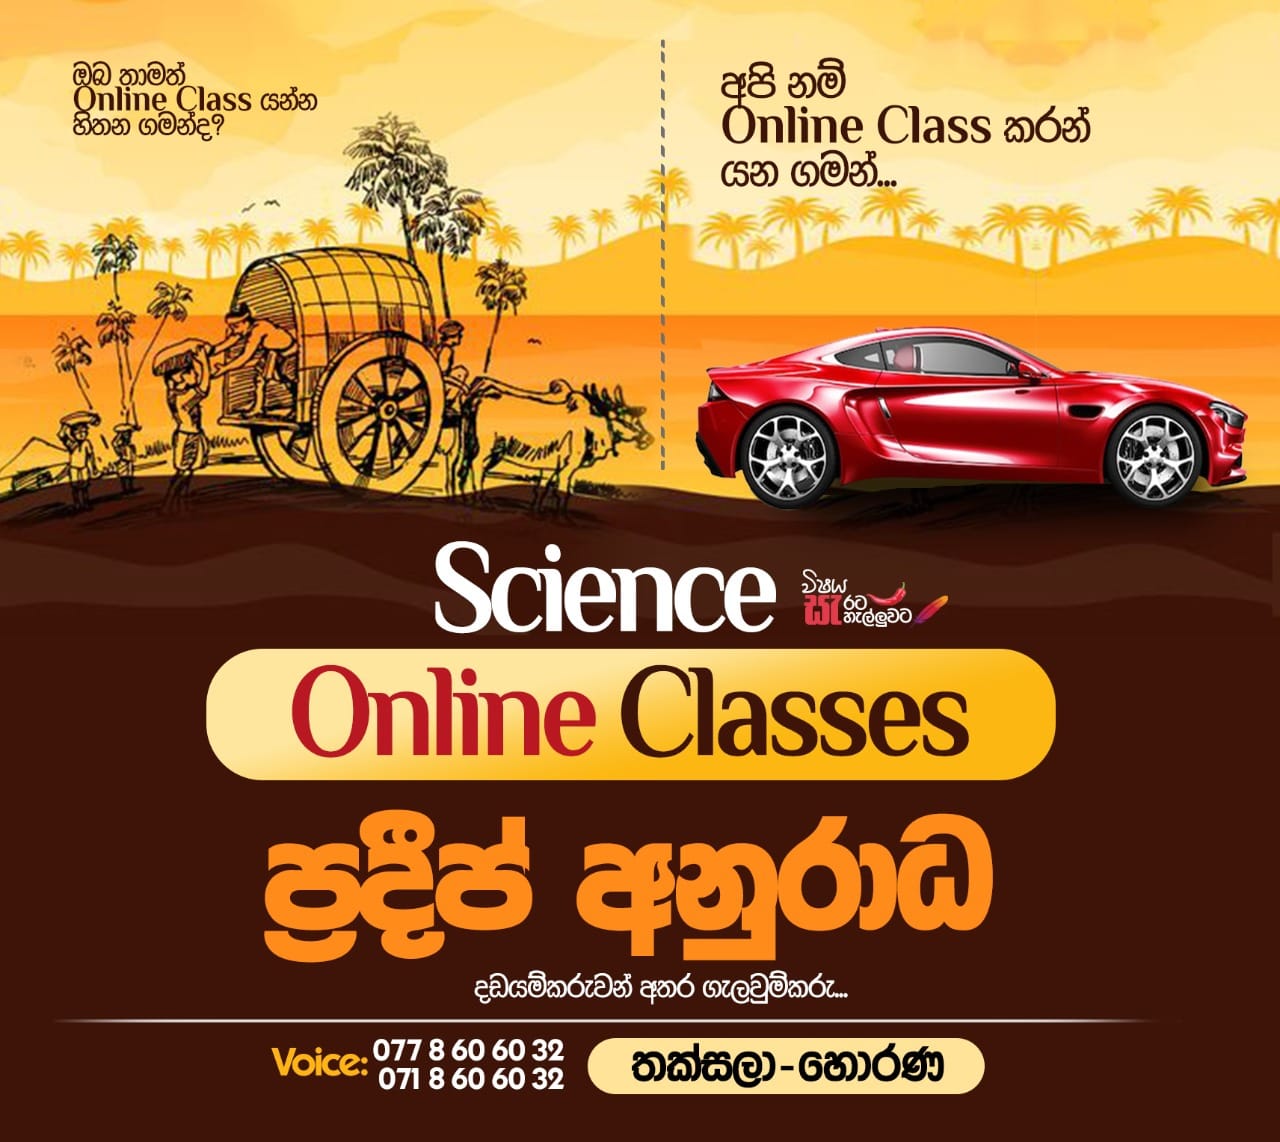 ඔබ තාමත්
Online Class යන්න
හිතන ගමන්ද?
අපි නම්
Online Class කරන්
යන ගමන්...
Science
විෂය
සැරට
හැල්ලුවට
Online Classes
ප්‍රදීප් අනුරාධ
දඩයම්කරුවන් අතර ගැලවුම්කරු...
Voice: 077 8 60 60 32
071 8 60 60 32
තක්සලා - හොරණ